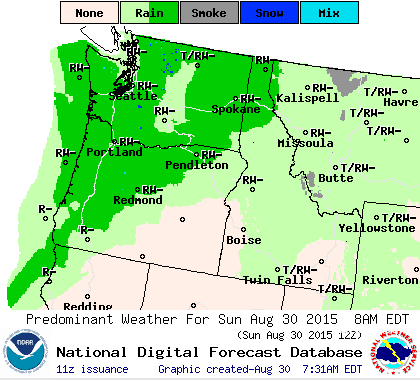 None Rain Smoke Snow Mix
RW-
RW-
T/RW-
RW-
Seattle
RW-
Spokane
RW-
Kalispell
RW-
T/RW-
Havre
T/RW-
RW-
T/RW-
Missoula
RW-
Portland
RW-
Pendleton
RW-
T/RW-
Butte
Redmond
RW-
RW-
R-
T/RW-
Yellowstone
R-
Boise
R-
T/RW-
Twin Falls
Riverton
T/RW-
Redding
Predominant Weather For Sun Aug 30 2015 8AM EDT
(Sun Aug 30 2015 12Z)
National Digital Forecast Database
11z issuance Graphic created-Aug 30 7:31AM EDT
NOAA